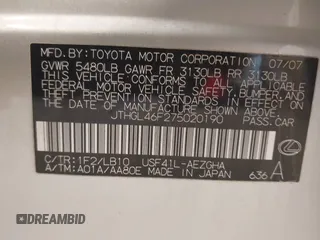 MFD. BY: TOYOTA MOTOR CORPORATION 07/07
GVWR 5480LB GAWR FR 3130LB RR 3130LB
THIS VEHICLE CONFORMS TO ALL APPLICABLE
FEDERAL MOTOR VEHICLE SAFETY, BUMPER, AND
THEFT PREVENTION STANDARDS IN EFFECT ON
THE DATE OF MANUFACTURE SHOWN ABOVE.
JTHGL46F275020190 PASS.CAR
C/TR:1F2/LB10 USF41L-AEZGHA
A/TM:A01A/AA80E MADE IN JAPAN 636 A
DREAMBID